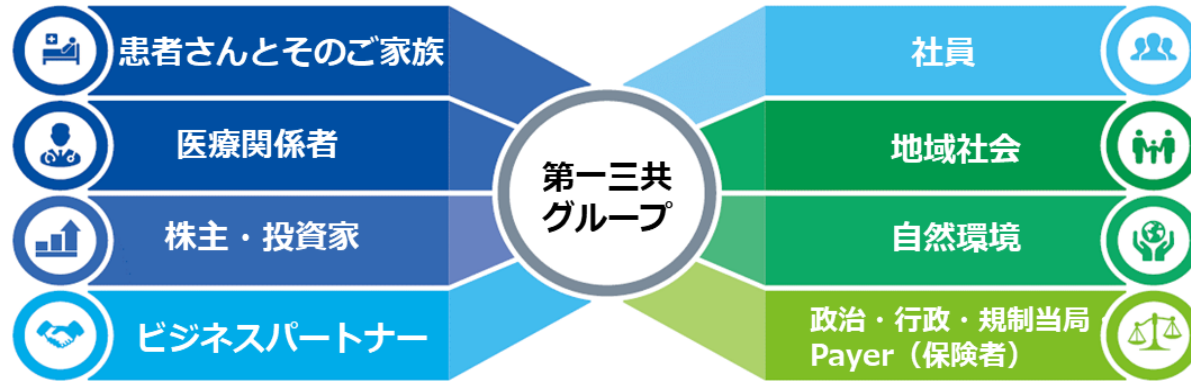 患者さんとそのご家族
医療関係者
株主・投資家
ビジネスパートナー
第一三共
グループ
社員
地域社会
自然環境
政治・行政・規制当局
Payer（保険者）